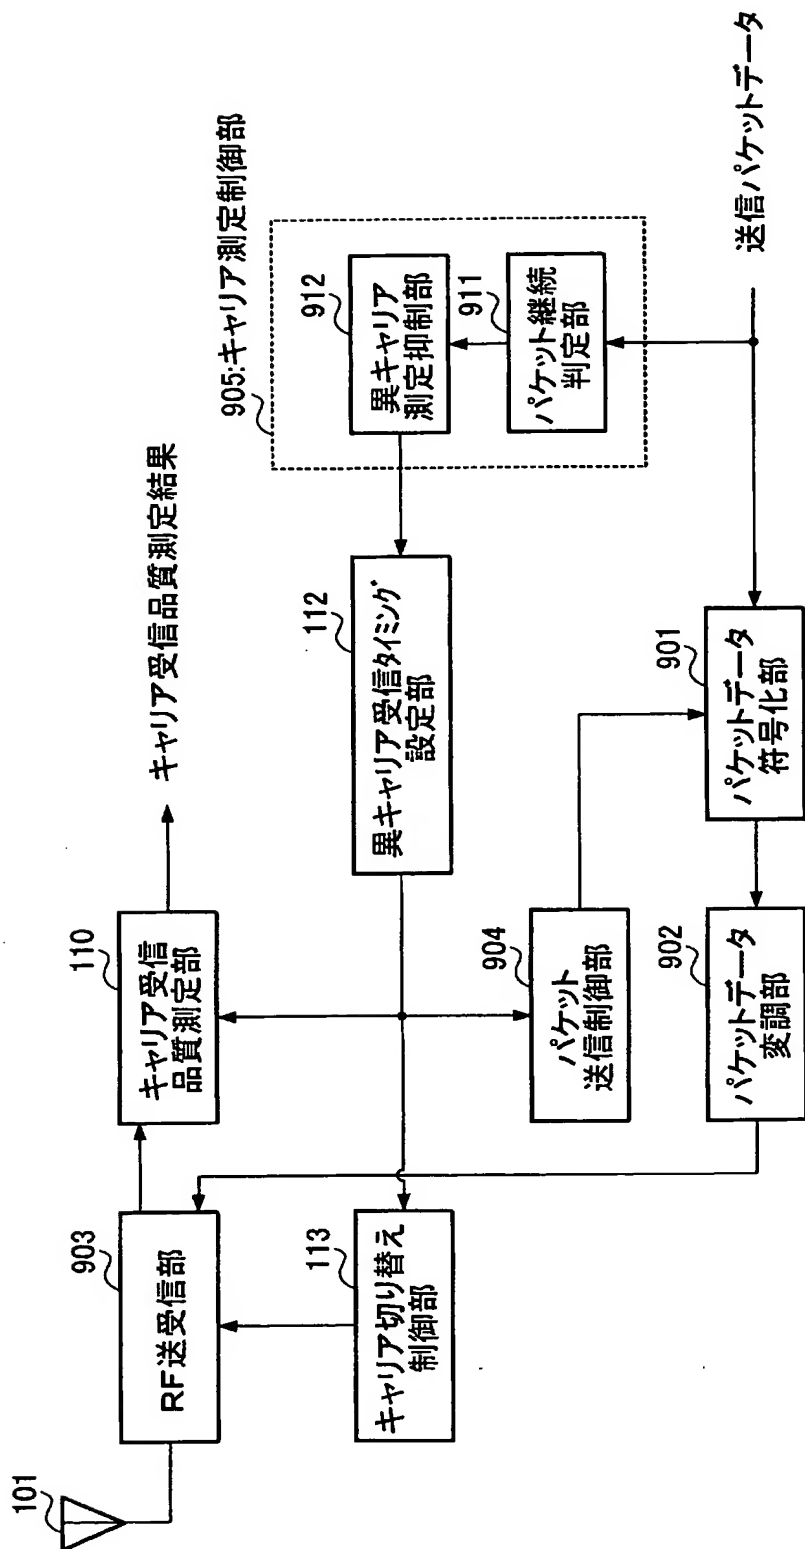 101
903
RF送受信部
113
キャリア切り替え
制御部
110
キャリア受信
品質測定部
キャリア受信品質測定結果
112
異キャリア受信タイミング
設定部
905:キャリア測定制御部
912
異キャリア
測定抑制部
911
パケット継続
判定部
904
パケット
送信制御部
902
パケットデータ
変調部
901
パケットデータ
符号化部
送信パケットデータ